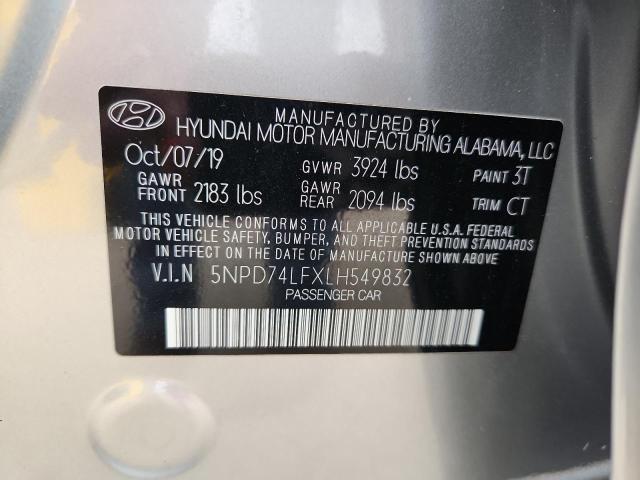 MANUFACTURED BY
HYUNDAI MOTOR MANUFACTURING ALABAMA, LLC
Oct/07/19 GVWR 3924 lbs PAINT 3T
GAWR FRONT 2183 lbs GAWR REAR 2094 lbs TRIM CT
THIS VEHICLE CONFORMS TO ALL APPLICABLE U.S.A. FEDERAL
MOTOR VEHICLE SAFETY, BUMPER, AND THEFT PREVENTION STANDARDS
IN EFFECT ON THE DATE OF MANUFACTURE SHOWN ABOVE.
V.I.N 5NPD74LFXLH549832
PASSENGER CAR